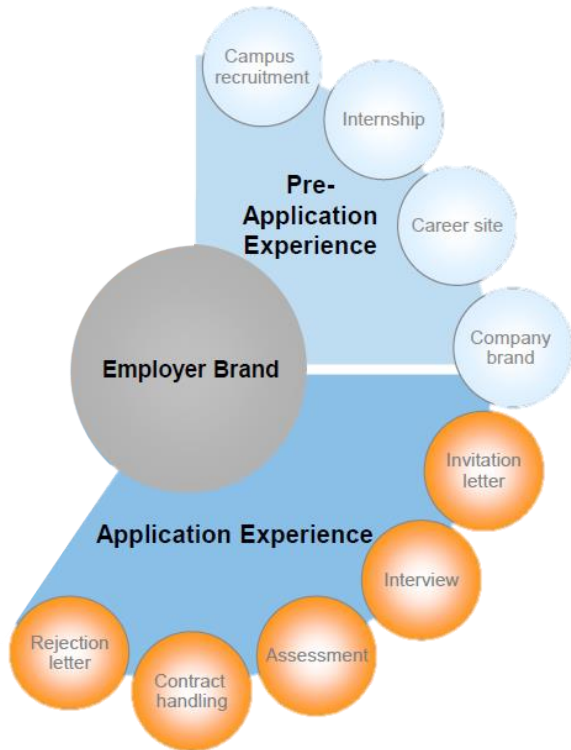 Campus
recruitment
Internship
Pre-
Application
Experience
Career site
Company
brand
Employer Brand
Invitation
letter
Application Experience
Interview
Assessment
Contract
handling
Rejection
letter